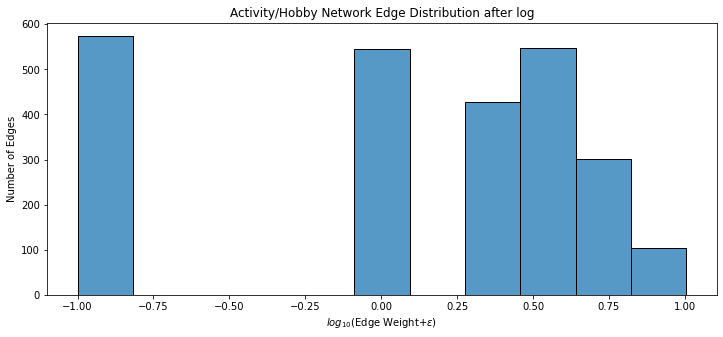 Activity/Hobby Network Edge Distribution after log
Number of Edges
600
500
400
300
200
100
0
−1.00 −0.75 −0.50 −0.25 0.00 0.25 0.50 0.75 1.00
log₁₀(Edge Weight+ε)